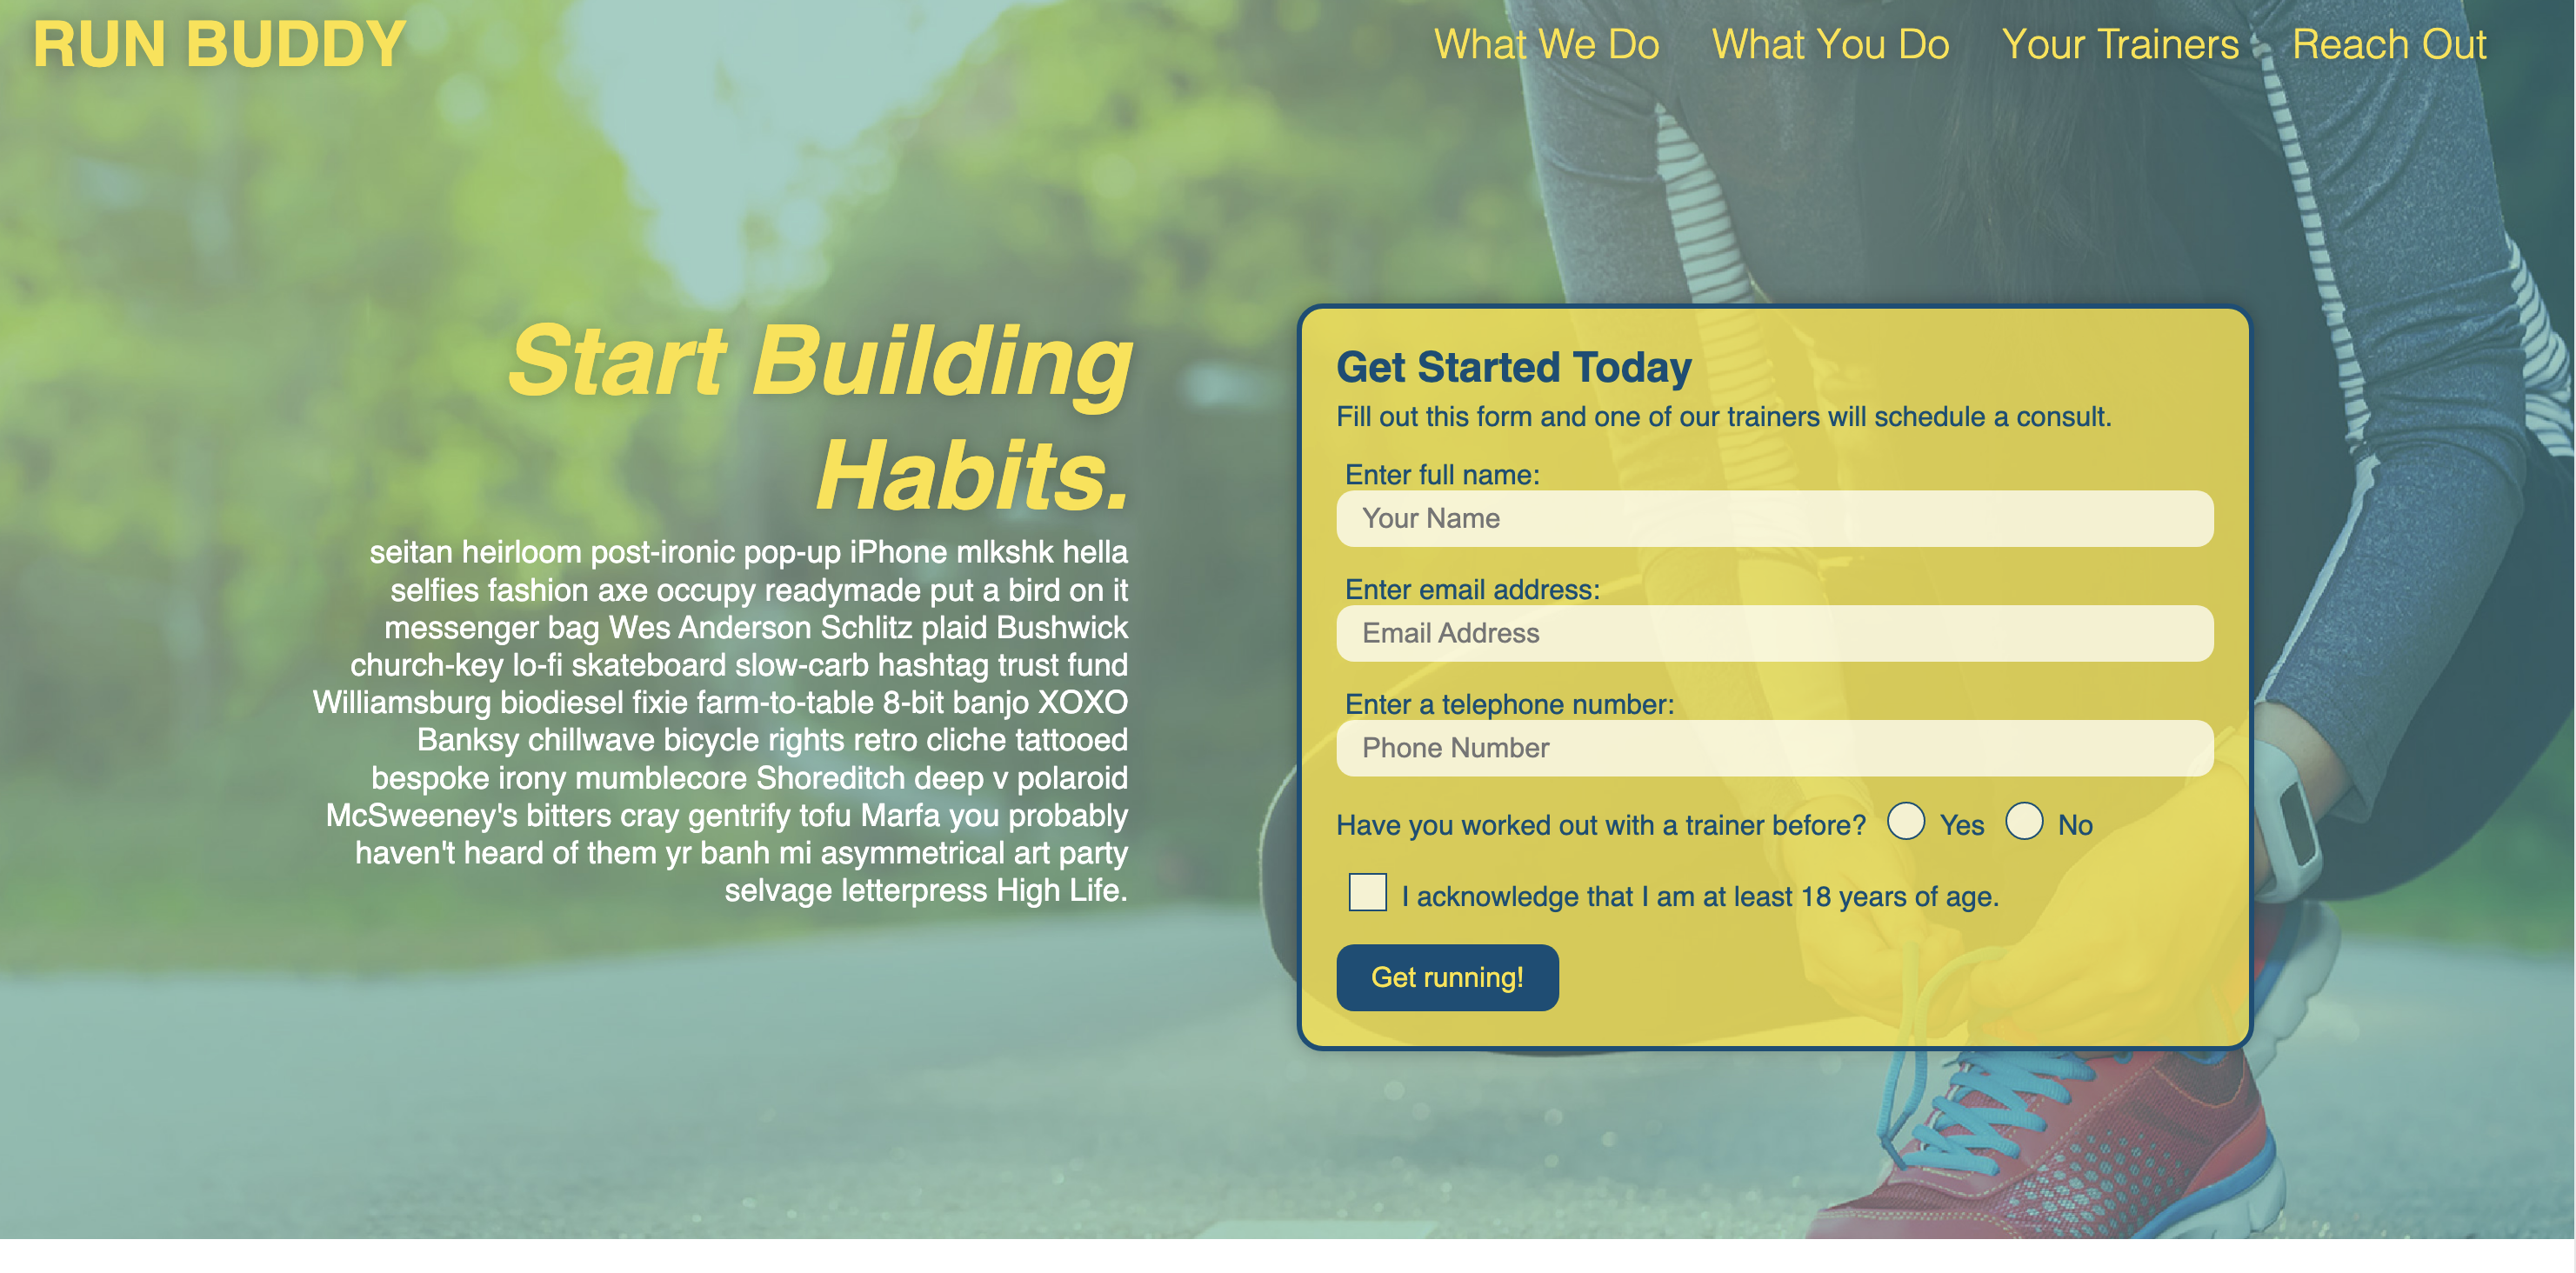 RUN BUDDY
What We Do
What You Do
Your Trainers
Reach Out
Start Building
Habits.
seitan heirloom post-ironic pop-up iPhone mlkshk hella
selfies fashion axe occupy readymade put a bird on it
messenger bag Wes Anderson Schlitz plaid Bushwick
church-key lo-fi skateboard slow-carb hashtag trust fund
Williamsburg biodiesel fixie farm-to-table 8-bit banjo XOXO
Banksy chillwave bicycle rights retro cliche tattooed
bespoke irony mumblecore Shoreditch deep v polaroid
McSweeney's bitters cray gentrify tofu Marfa you probably
haven't heard of them yr banh mi asymmetrical art party
selvage letterpress High Life.
Get Started Today
Fill out this form and one of our trainers will schedule a consult.
Enter full name:
Your Name
Enter email address:
Email Address
Enter a telephone number:
Phone Number
Have you worked out with a trainer before? Yes No
I acknowledge that I am at least 18 years of age.
Get running!